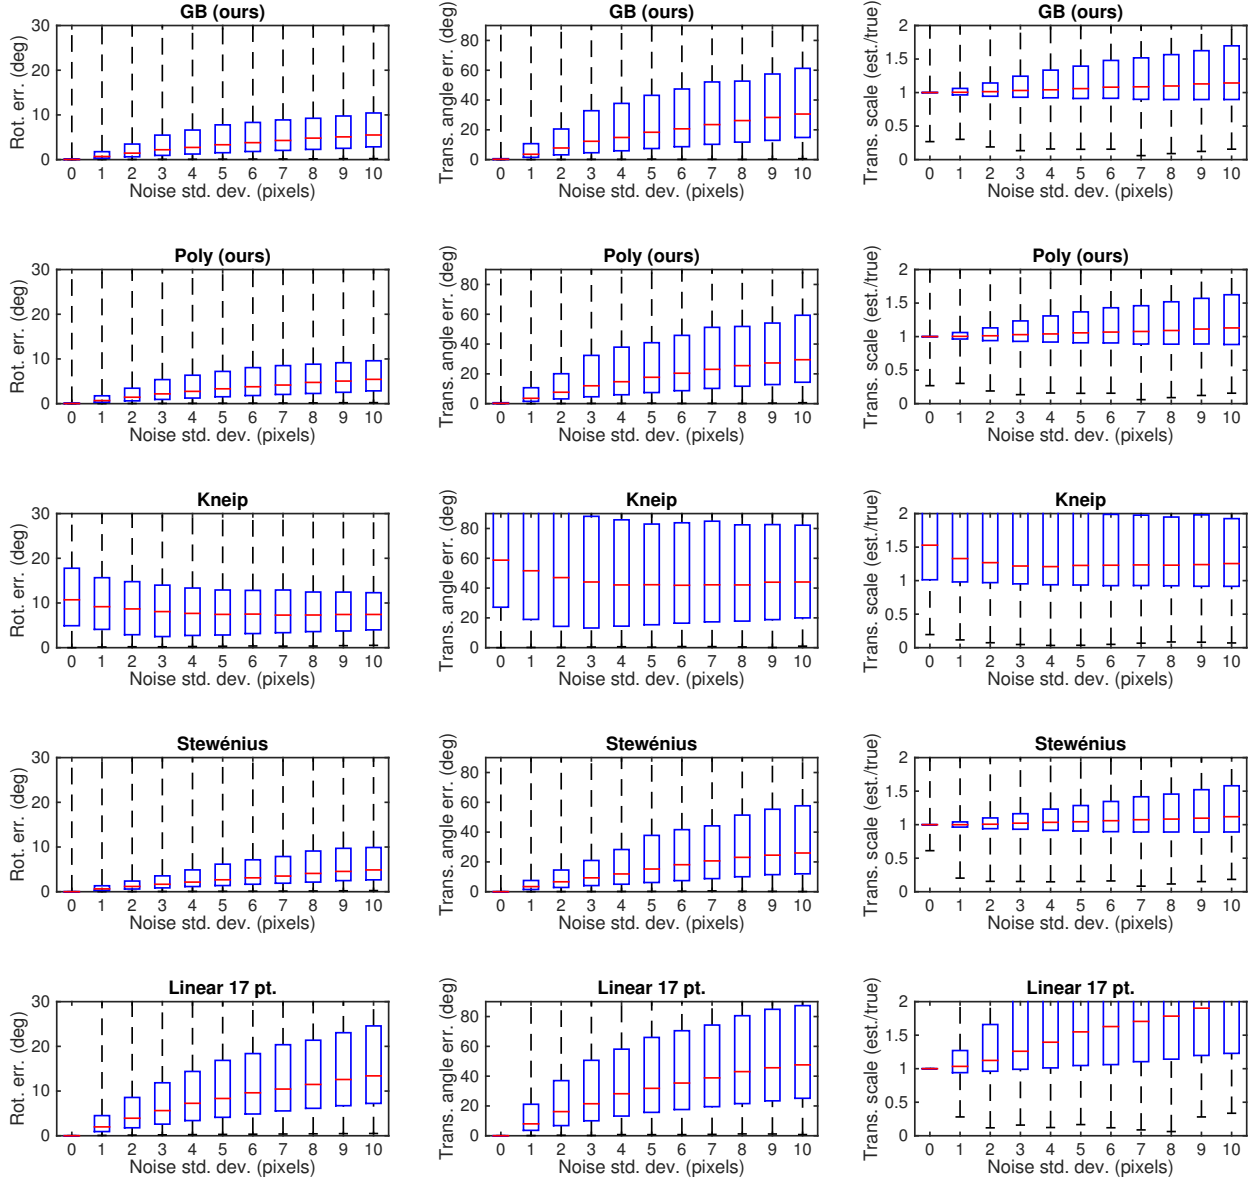 GB (ours) GB (ours) GB (ours)
Rot. err. (deg) Trans. angle err. (deg) Trans. scale (est./true)
30 80 2
20 60 1.5
10 40 1
0 20 0.5
0 0
0 1 2 3 4 5 6 7 8 9 10 0 1 2 3 4 5 6 7 8 9 10 0 1 2 3 4 5 6 7 8 9 10
Noise std. dev. (pixels) Noise std. dev. (pixels) Noise std. dev. (pixels)
Poly (ours) Poly (ours) Poly (ours)
Rot. err. (deg) Trans. angle err. (deg) Trans. scale (est./true)
30 80 2
20 60 1.5
10 40 1
0 20 0.5
0 0
0 1 2 3 4 5 6 7 8 9 10 0 1 2 3 4 5 6 7 8 9 10 0 1 2 3 4 5 6 7 8 9 10
Noise std. dev. (pixels) Noise std. dev. (pixels) Noise std. dev. (pixels)
Kneip Kneip Kneip
Rot. err. (deg) Trans. angle err. (deg) Trans. scale (est./true)
30 80 2
20 60 1.5
10 40 1
0 20 0.5
0 0
0 1 2 3 4 5 6 7 8 9 10 0 1 2 3 4 5 6 7 8 9 10 0 1 2 3 4 5 6 7 8 9 10
Noise std. dev. (pixels) Noise std. dev. (pixels) Noise std. dev. (pixels)
Stewénius Stewénius Stewénius
Rot. err. (deg) Trans. angle err. (deg) Trans. scale (est./true)
30 80 2
20 60 1.5
10 40 1
0 20 0.5
0 0
0 1 2 3 4 5 6 7 8 9 10 0 1 2 3 4 5 6 7 8 9 10 0 1 2 3 4 5 6 7 8 9 10
Noise std. dev. (pixels) Noise std. dev. (pixels) Noise std. dev. (pixels)
Linear 17 pt. Linear 17 pt. Linear 17 pt.
Rot. err. (deg) Trans. angle err. (deg) Trans. scale (est./true)
30 80 2
20 60 1.5
10 40 1
0 20 0.5
0 0
0 1 2 3 4 5 6 7 8 9 10 0 1 2 3 4 5 6 7 8 9 10 0 1 2 3 4 5 6 7 8 9 10
Noise std. dev. (pixels) Noise std. dev. (pixels) Noise std. dev. (pixels)